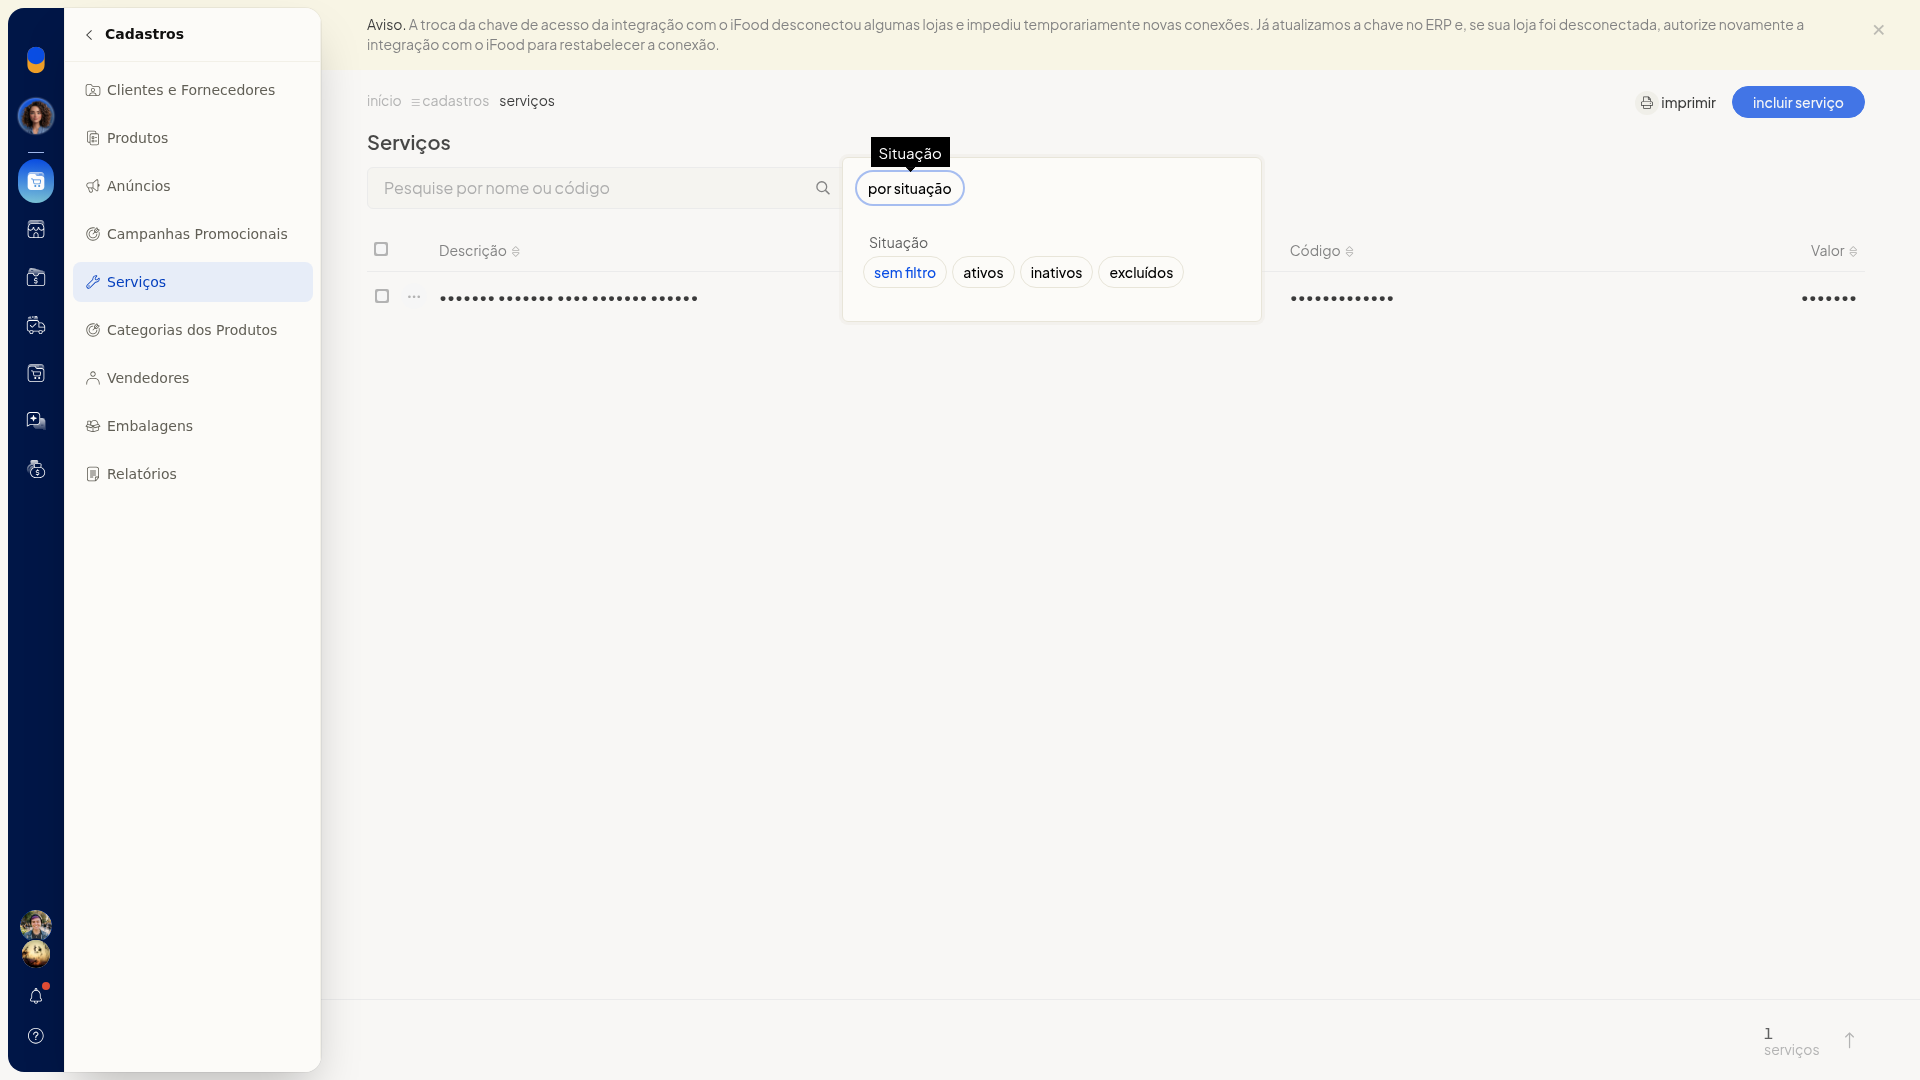 Cadastros
Clientes e Fornecedores
Produtos
Anúncios
Campanhas Promocionais
Serviços
Categorias dos Produtos
Vendedores
Embalagens
Relatórios
Aviso. A troca da chave de acesso da integração com o iFood desconectou algumas lojas e impediu temporariamente novas conexões. Já atualizamos a chave no ERP e, se sua loja foi desconectada, autorize novamente a
integração com o iFood para restabelecer a conexão.
início cadastros serviços
imprimir
incluir serviço
Serviços
Situação
Pesquise por nome ou código
por situação
Situação
sem filtro ativos inativos excluídos
Descrição Código Valor
••••••• ••••••• •••• ••••••• •••••• ••••••••••••• •••••••
1
serviços